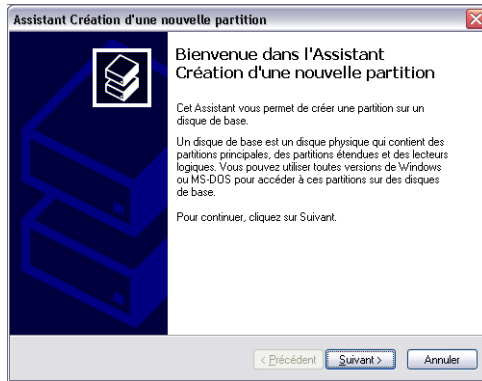 Assistant Création d'une nouvelle partition
Bienvenue dans l'Assistant
Création d'une nouvelle partition
Cet Assistant vous permet de créer une partition sur un
disque de base.
Un disque de base est un disque physique qui contient des
partitions principales, des partitions étendues et des lecteurs
logiques. Vous pouvez utiliser toutes versions de Windows
ou MS-DOS pour accéder à ces partitions sur des disques
de base.
Pour continuer, cliquez sur Suivant.
< Précédent Suivant > Annuler